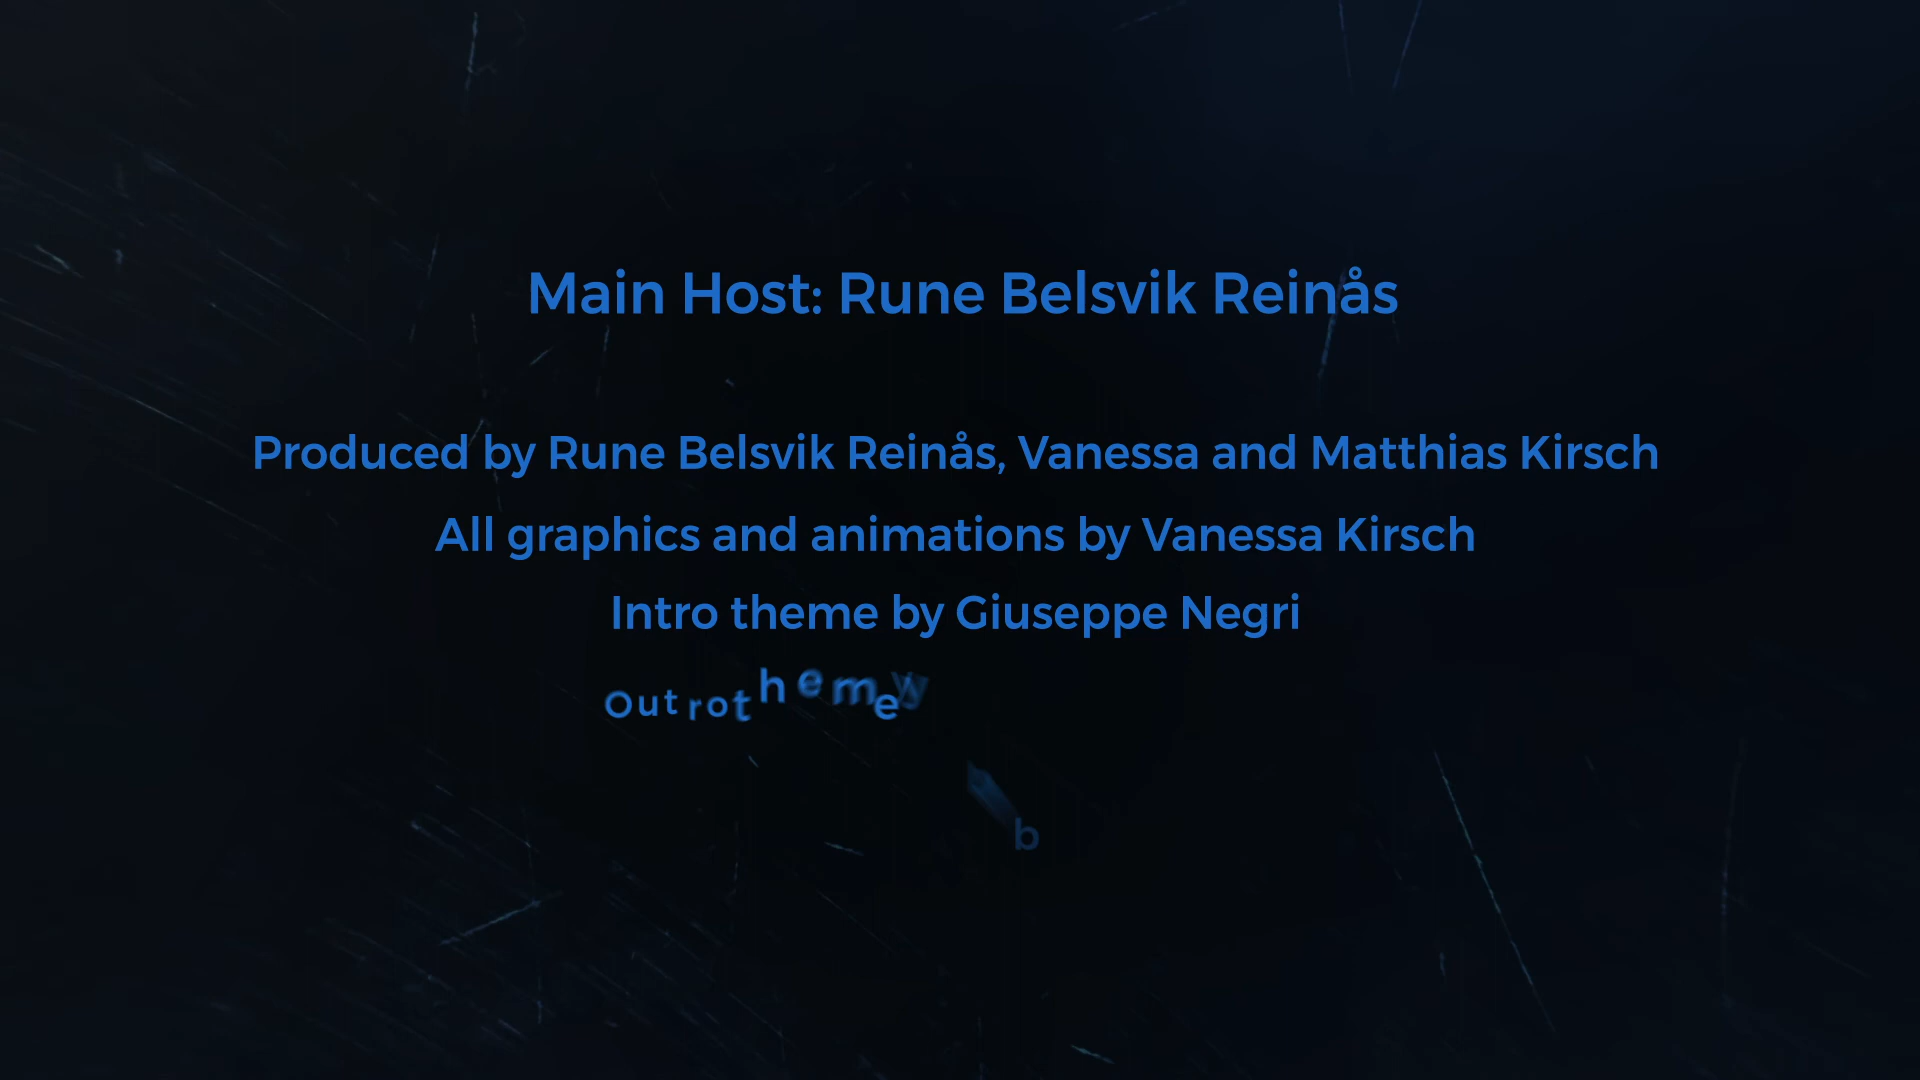 Main Host: Rune Belsvik Reinås
Produced by Rune Belsvik Reinås, Vanessa and Matthias Kirsch
All graphics and animations by Vanessa Kirsch
Intro theme by Giuseppe Negri
Outro theme